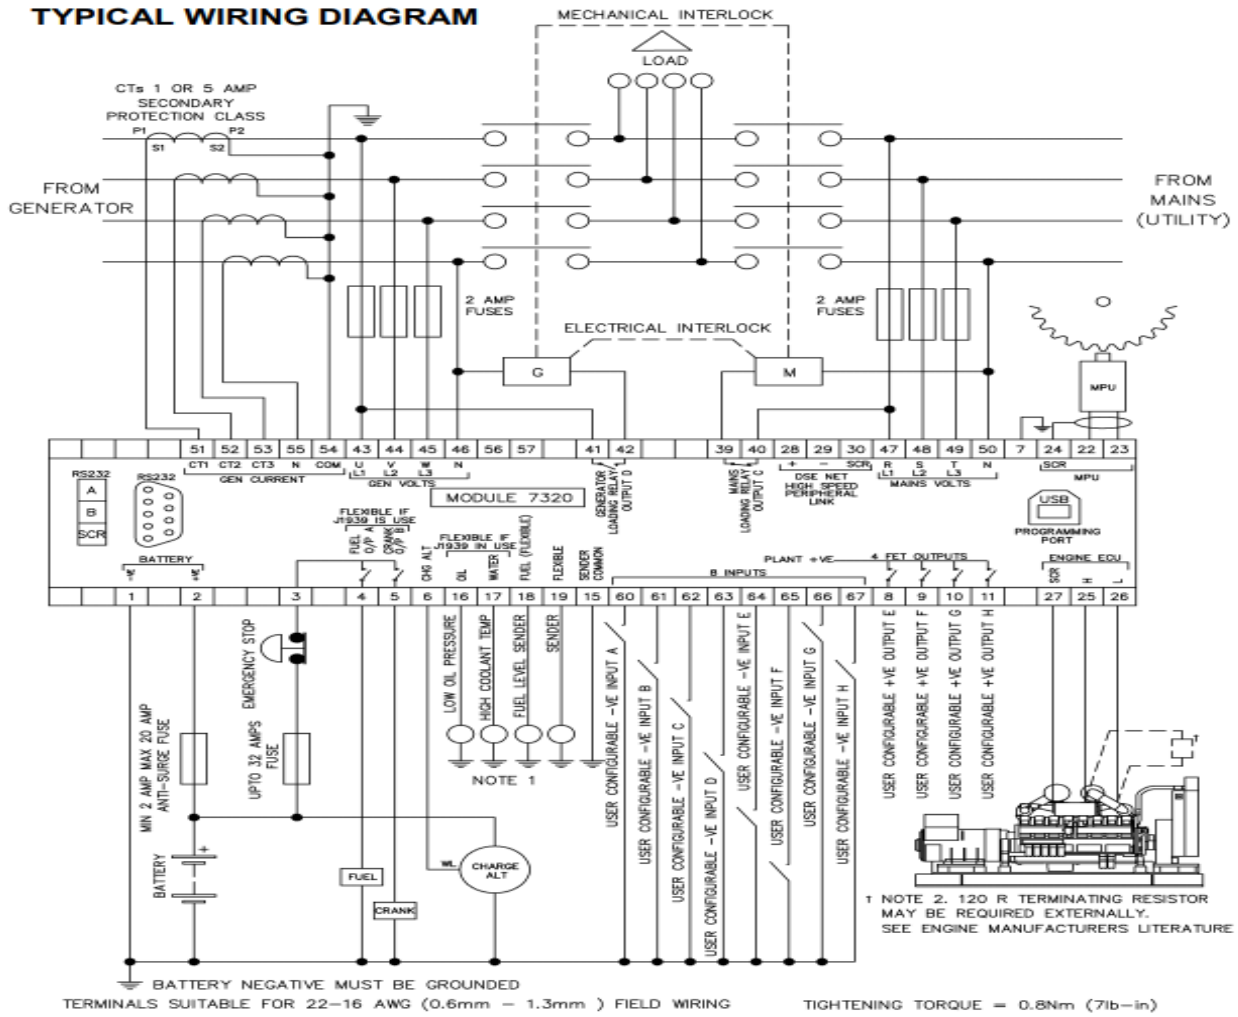 TYPICAL WIRING DIAGRAM
MECHANICAL INTERLOCK
LOAD
CTs 1 OR 5 AMP
SECONDARY
PROTECTION CLASS
P1
P2
S1
S2
FROM
GENERATOR
FROM
MAINS
(UTILITY)
2 AMP
FUSES
2 AMP
FUSES
ELECTRICAL INTERLOCK
G
M
MPU
51 52 53 55 54 43 44 45 46 56 57 41 42 39 40 28 29 30 47 48 49 50 7 24 22 23
CT1 CT2 CT3 N COM U V W N
L1 L2 L3
GEN CURRENT
GEN VOLTS
GENERATOR
LOADING RELAY
OUTPUT D
MAINS
LOADING RELAY
OUTPUT C
+ - SCR
DSE NET
HIGH SPEED
PERIPHERAL
LINK
R S T N
L1 L2 L3
MAINS VOLTS
SCR
MPU
RS232
A
B
SCR
RS232
MODULE 7320
USB
PROGRAMMING
PORT
BATTERY
-VE
+VE
FLEXIBLE IF
J1939 IS USE
FUEL
O/P A
CRANK
O/P B
CHG ALT
FLEXIBLE IF
J1939 IN USE
OIL
WATER
FUEL (FLEXIBLE)
FLEXIBLE
SENDER
COMMON
8 INPUTS
PLANT +VE
4 FET OUTPUTS
ENGINE ECU
SCR
H
L
1 2 3 4 5 6 16 17 18 19 15 60 61 62 63 64 65 66 67 8 9 10 11 27 25 26
MIN 2 AMP MAX 20 AMP
ANTI-SURGE FUSE
EMERGENCY STOP
UPTO 32 AMPS
FUSE
LOW OIL PRESSURE
HIGH COOLANT TEMP
FUEL LEVEL SENDER
SENDER
NOTE 1
USER CONFIGURABLE -VE INPUT A
USER CONFIGURABLE -VE INPUT B
USER CONFIGURABLE -VE INPUT C
USER CONFIGURABLE -VE INPUT D
USER CONFIGURABLE -VE INPUT E
USER CONFIGURABLE -VE INPUT F
USER CONFIGURABLE -VE INPUT G
USER CONFIGURABLE -VE INPUT H
USER CONFIGURABLE +VE OUTPUT E
USER CONFIGURABLE +VE OUTPUT F
USER CONFIGURABLE +VE OUTPUT G
USER CONFIGURABLE +VE OUTPUT H
†
BATTERY
+
FUEL
CRANK
WL
CHARGE
ALT
† NOTE 2. 120 R TERMINATING RESISTOR
MAY BE REQUIRED EXTERNALLY.
SEE ENGINE MANUFACTURERS LITERATURE
BATTERY NEGATIVE MUST BE GROUNDED
TERMINALS SUITABLE FOR 22-16 AWG (0.6mm - 1.3mm ) FIELD WIRING
TIGHTENING TORQUE = 0.8Nm (7lb-in)